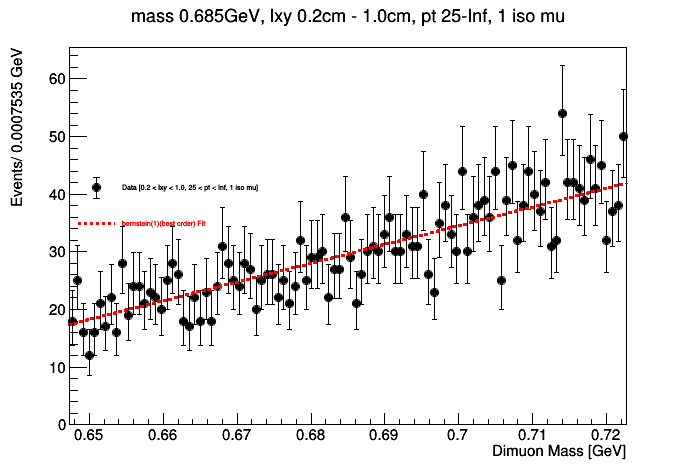 mass 0.685GeV, lxy 0.2cm - 1.0cm, pt 25-Inf, 1 iso mu
Events/ 0.0007535 GeV
60
50
40
30
20
10
0
Data [0.2 < lxy < 1.0, 25 < pt < Inf, 1 iso mu]
bernstein(1)(best order) Fit
0.65 0.66 0.67 0.68 0.69 0.7 0.71 0.72
Dimuon Mass [GeV]